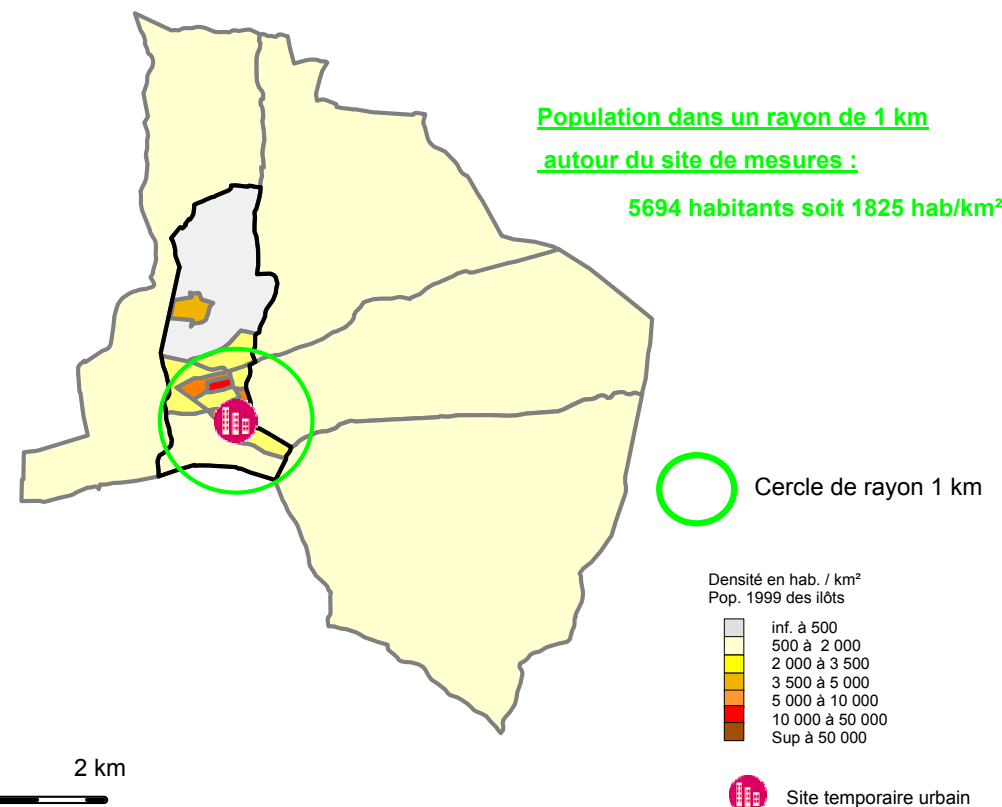 Population dans un rayon de 1 km
autour du site de mesures :
5694 habitants soit 1825 hab/km²
Cercle de rayon 1 km
Densité en hab. / km²
Pop. 1999 des ilôts
inf. à 500
500 à 2 000
2 000 à 3 500
3 500 à 5 000
5 000 à 10 000
10 000 à 50 000
Sup à 50 000
2 km
Site temporaire urbain